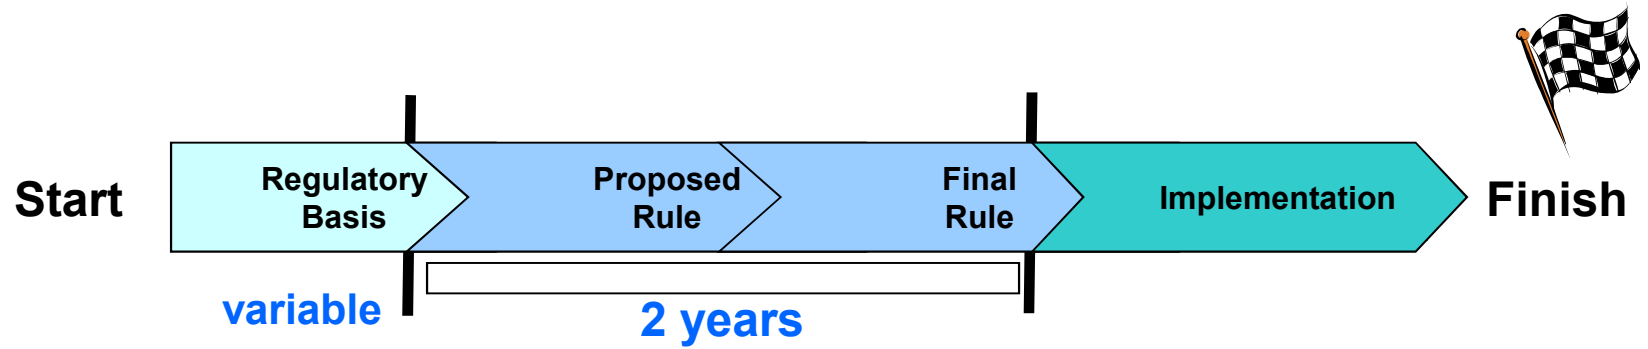 Start
Regulatory
Basis
Proposed
Rule
Final
Rule
Implementation
Finish
variable
2 years